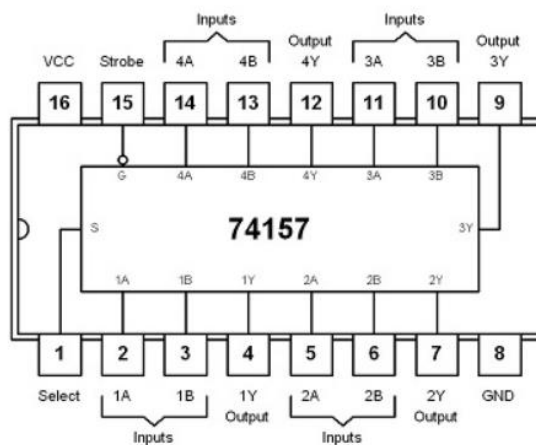 Inputs Inputs
Output Output
VCC Strobe 4A 4B 4Y 3A 3B 3Y
16 15 14 13 12 11 10 9
G 4A 4B 4Y 3A 3B
S 74157 3Y
1A 1B 1Y 2A 2B 2Y
1 2 3 4 5 6 7 8
Select 1A 1B 1Y 2A 2B 2Y GND
Output Output
Inputs Inputs